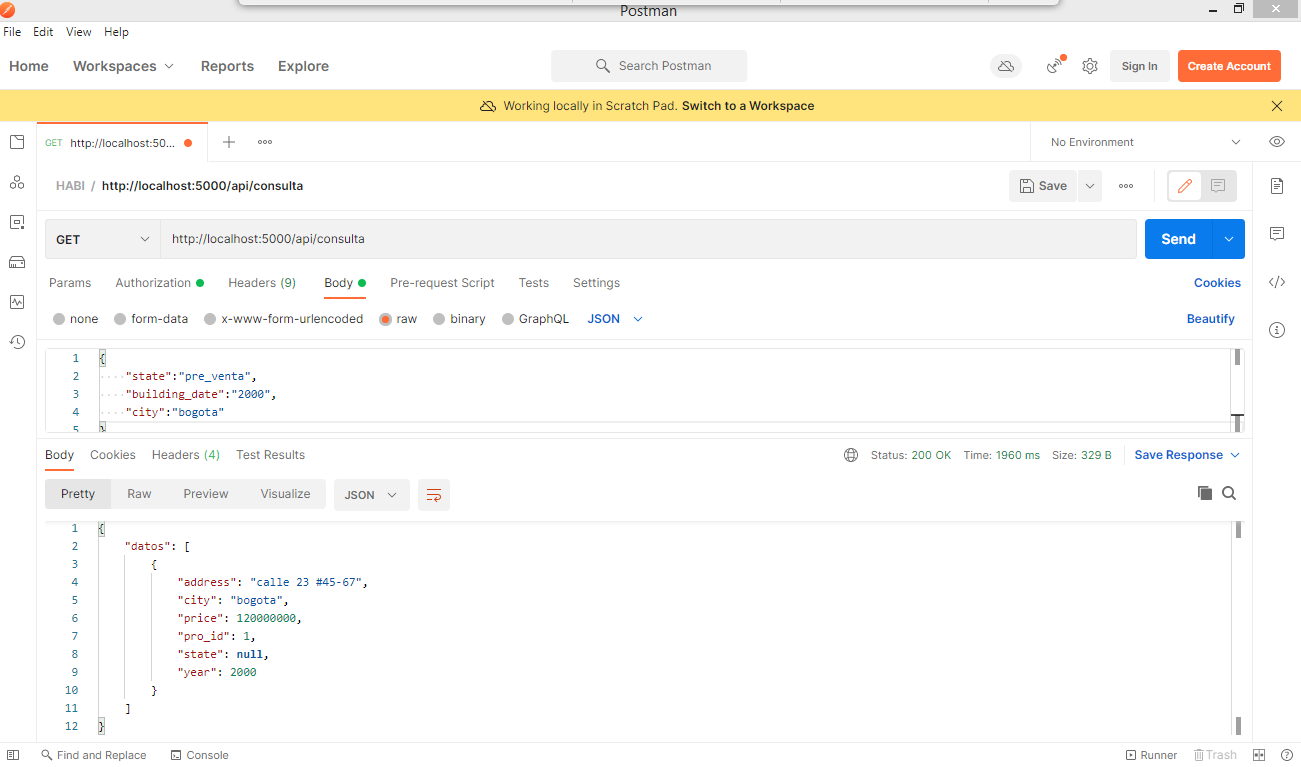 Postman
File Edit View Help
Home Workspaces Reports Explore Search Postman Sign In Create Account
Working locally in Scratch Pad. Switch to a Workspace
GET http://localhost:50... No Environment
HABI / http://localhost:5000/api/consulta Save
GET http://localhost:5000/api/consulta Send
Params Authorization Headers (9) Body Pre-request Script Tests Settings Cookies
none form-data x-www-form-urlencoded raw binary GraphQL JSON Beautify
1 {
2 "state":"pre_venta",
3 "building_date":"2000",
4 "city":"bogota"
5 }
Body Cookies Headers (4) Test Results Status: 200 OK Time: 1960 ms Size: 329 B Save Response
Pretty Raw Preview Visualize JSON
1 {
2 "datos": [
3 {
4 "address": "calle 23 #45-67",
5 "city": "bogota",
6 "price": 120000000,
7 "pro_id": 1,
8 "state": null,
9 "year": 2000
10 }
11 ]
12 }
Find and Replace Console Runner Trash